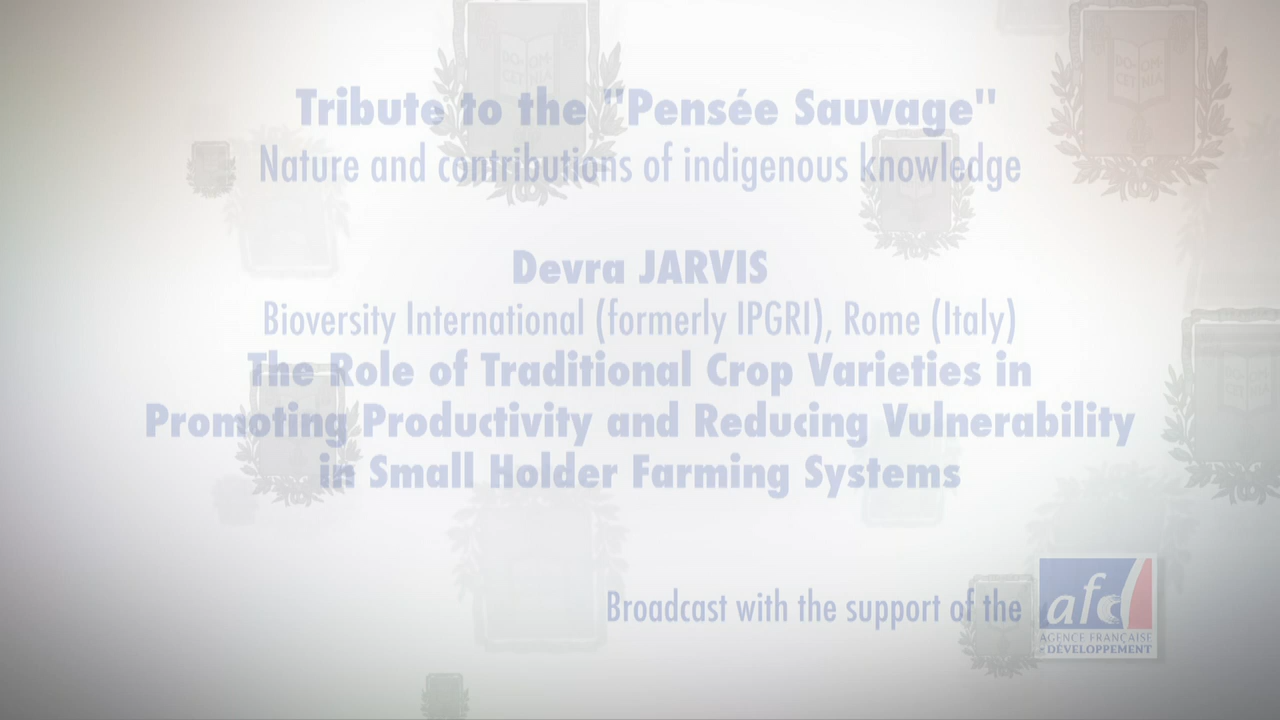 Tribute to the "Pensée Sauvage"
Nature and contributions of indigenous knowledge
Devra JARVIS
Bioversity International (formerly IPGRI), Rome (Italy)
The Role of Traditional Crop Varieties in
Promoting Productivity and Reducing Vulnerability
in Small Holder Farming Systems
Broadcast with the support of the
afd
AGENCE FRANÇAISE
DE DÉVELOPPEMENT